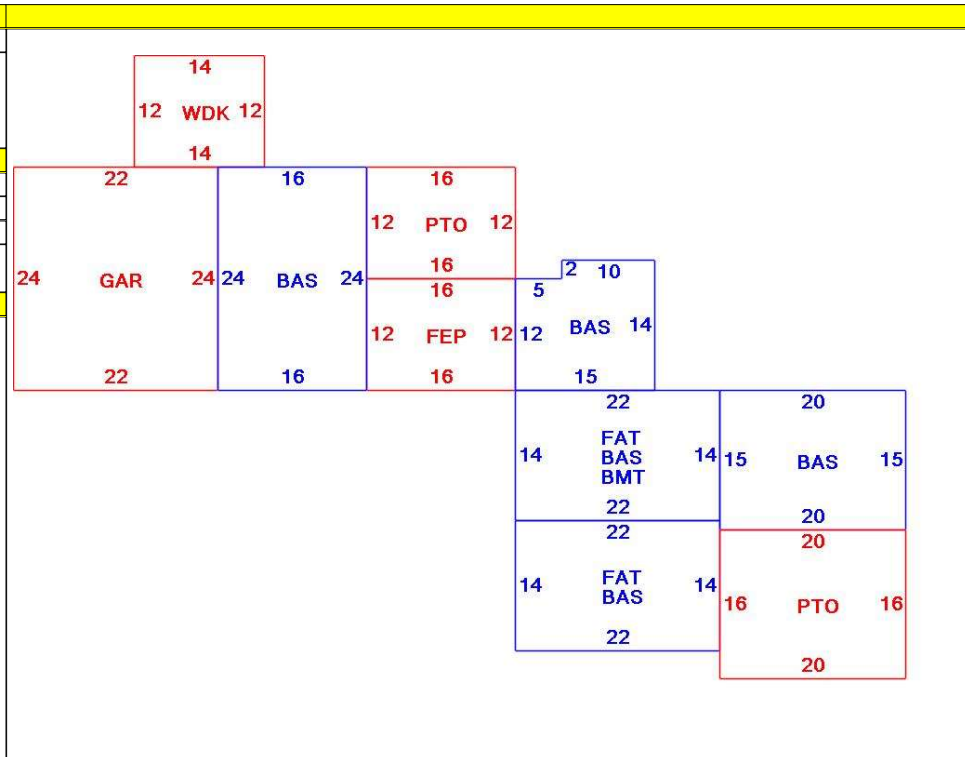 14
12 WDK 12
14
22 16 16
12 PTO 12
16
24 GAR 24 24 BAS 24
16
2 10
5
12 FEP 12 12 BAS 14
22 16 16 15
22 20
FAT
14 BAS 14 15 BAS 15
BMT
22 20
22 20
FAT
14 BAS 14 16 PTO 16
22 20